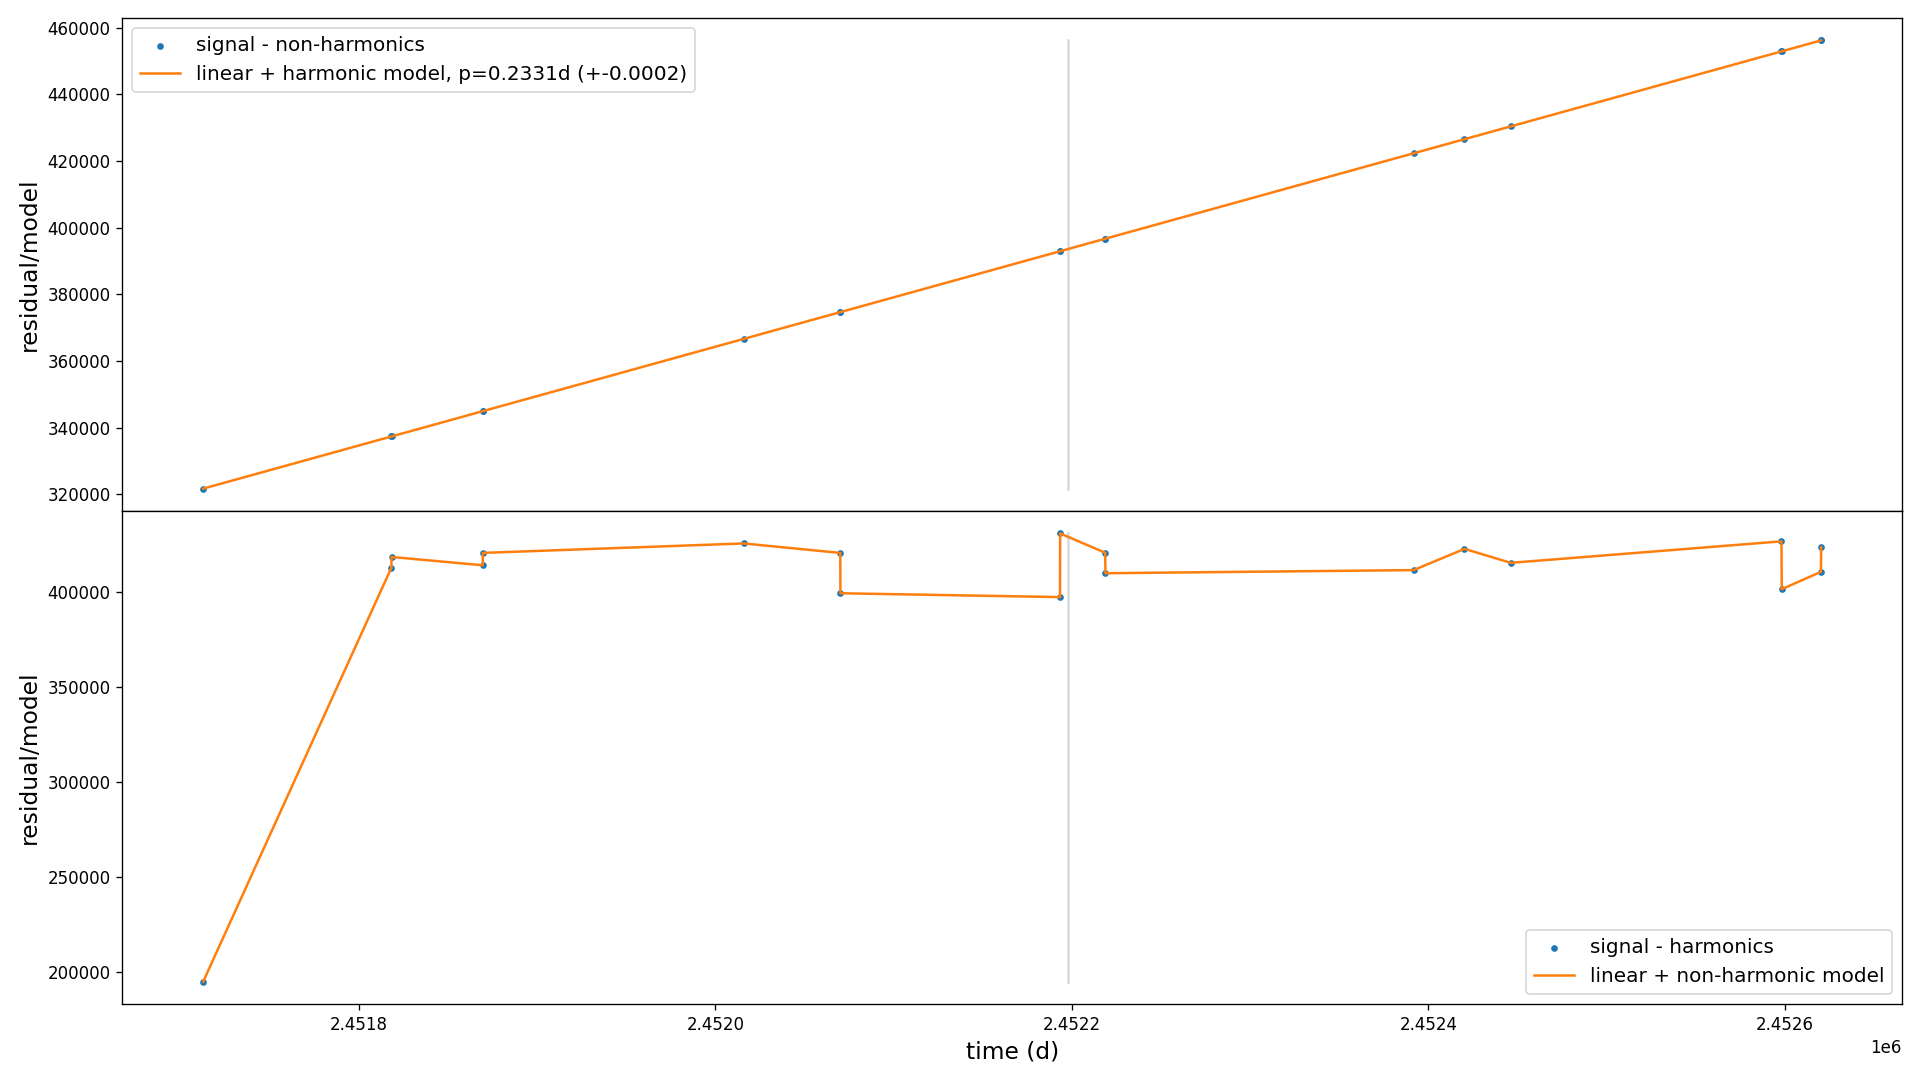 460000
440000
420000
400000
380000
360000
340000
320000
residual/model
signal - non-harmonics
linear + harmonic model, p=0.2331d (+-0.0002)
400000
350000
300000
250000
200000
residual/model
signal - harmonics
linear + non-harmonic model
2.4518 2.4520 2.4522 2.4524 2.4526
1e6
time (d)